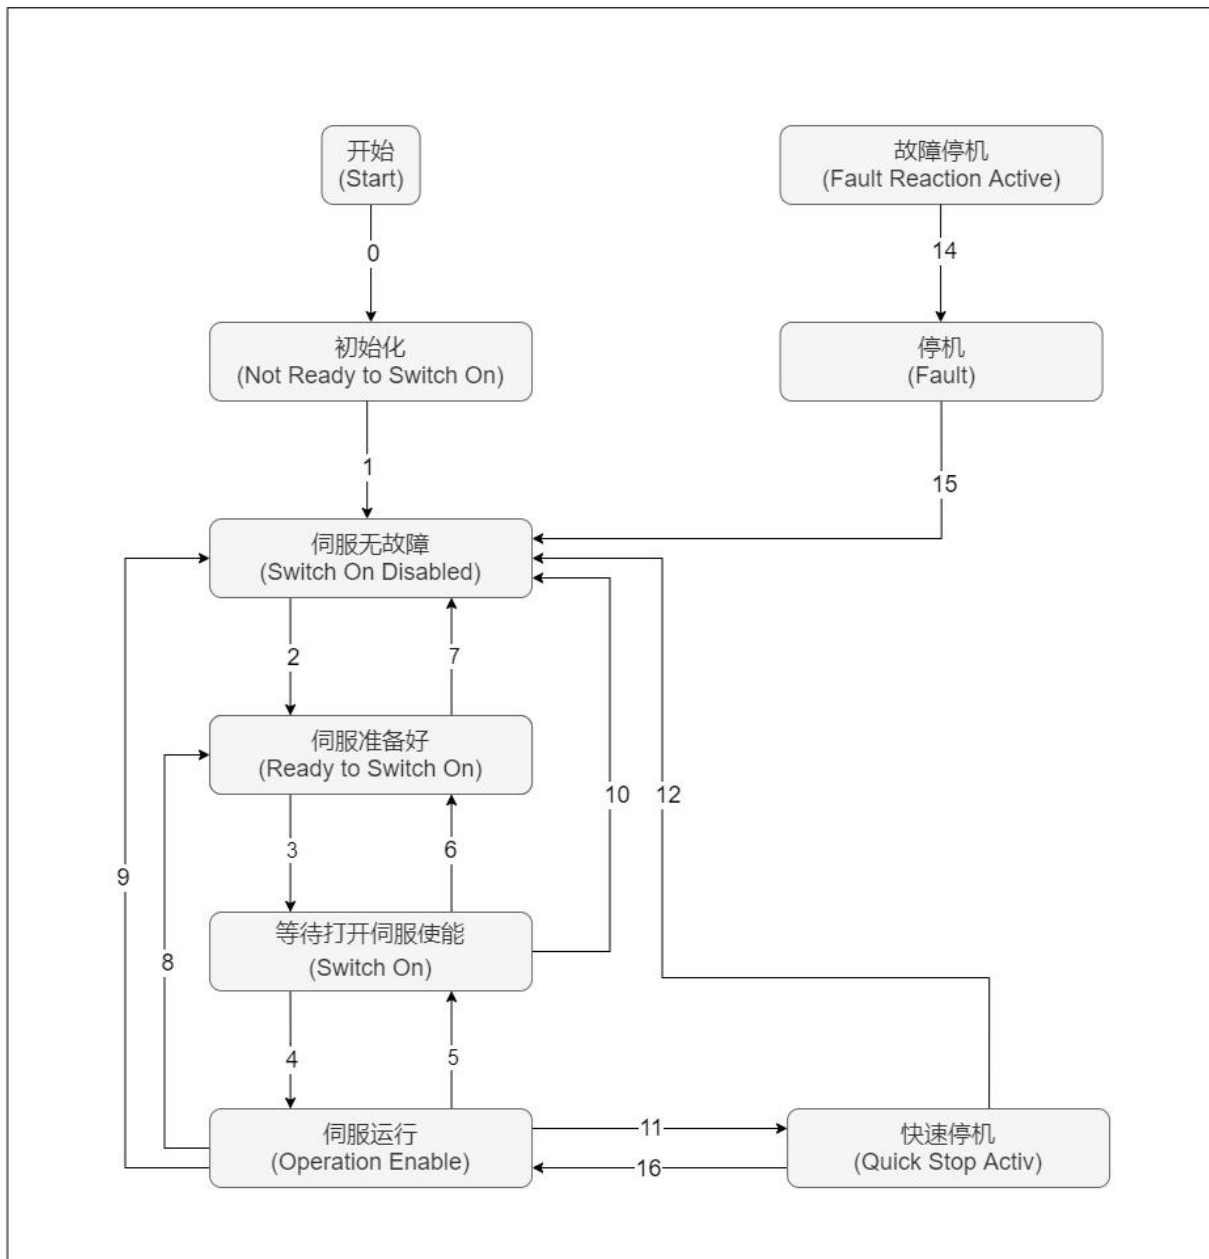 开始
(Start)
故障停机
(Fault Reaction Active)
0
14
初始化
(Not Ready to Switch On)
停机
(Fault)
1
15
伺服无故障
(Switch On Disabled)
2
7
伺服准备好
(Ready to Switch On)
10
12
3
6
9
等待打开伺服使能
(Switch On)
8
4
5
伺服运行
(Operation Enable)
11
16
快速停机
(Quick Stop Activ)